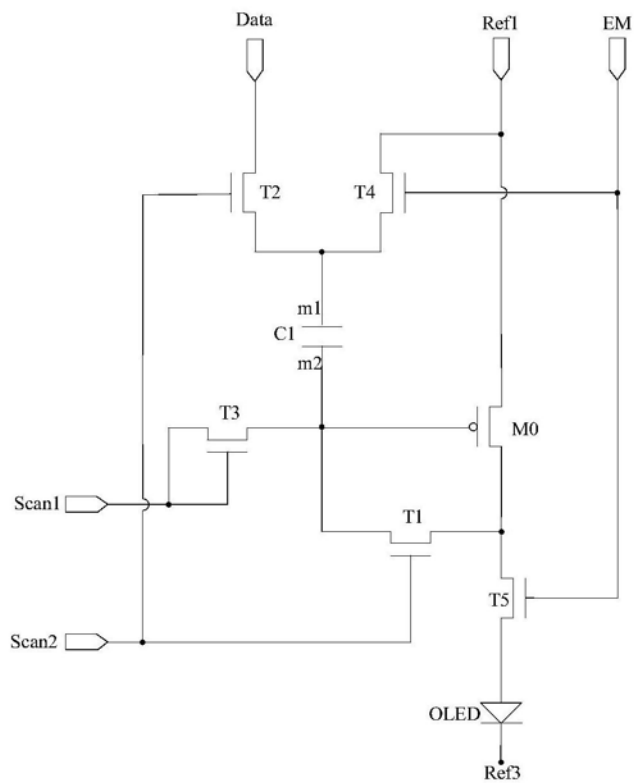 Data
Ref1
EM
T2
T4
m1
C1
m2
T3
M0
Scan1
T1
T5
Scan2
OLED
Ref3